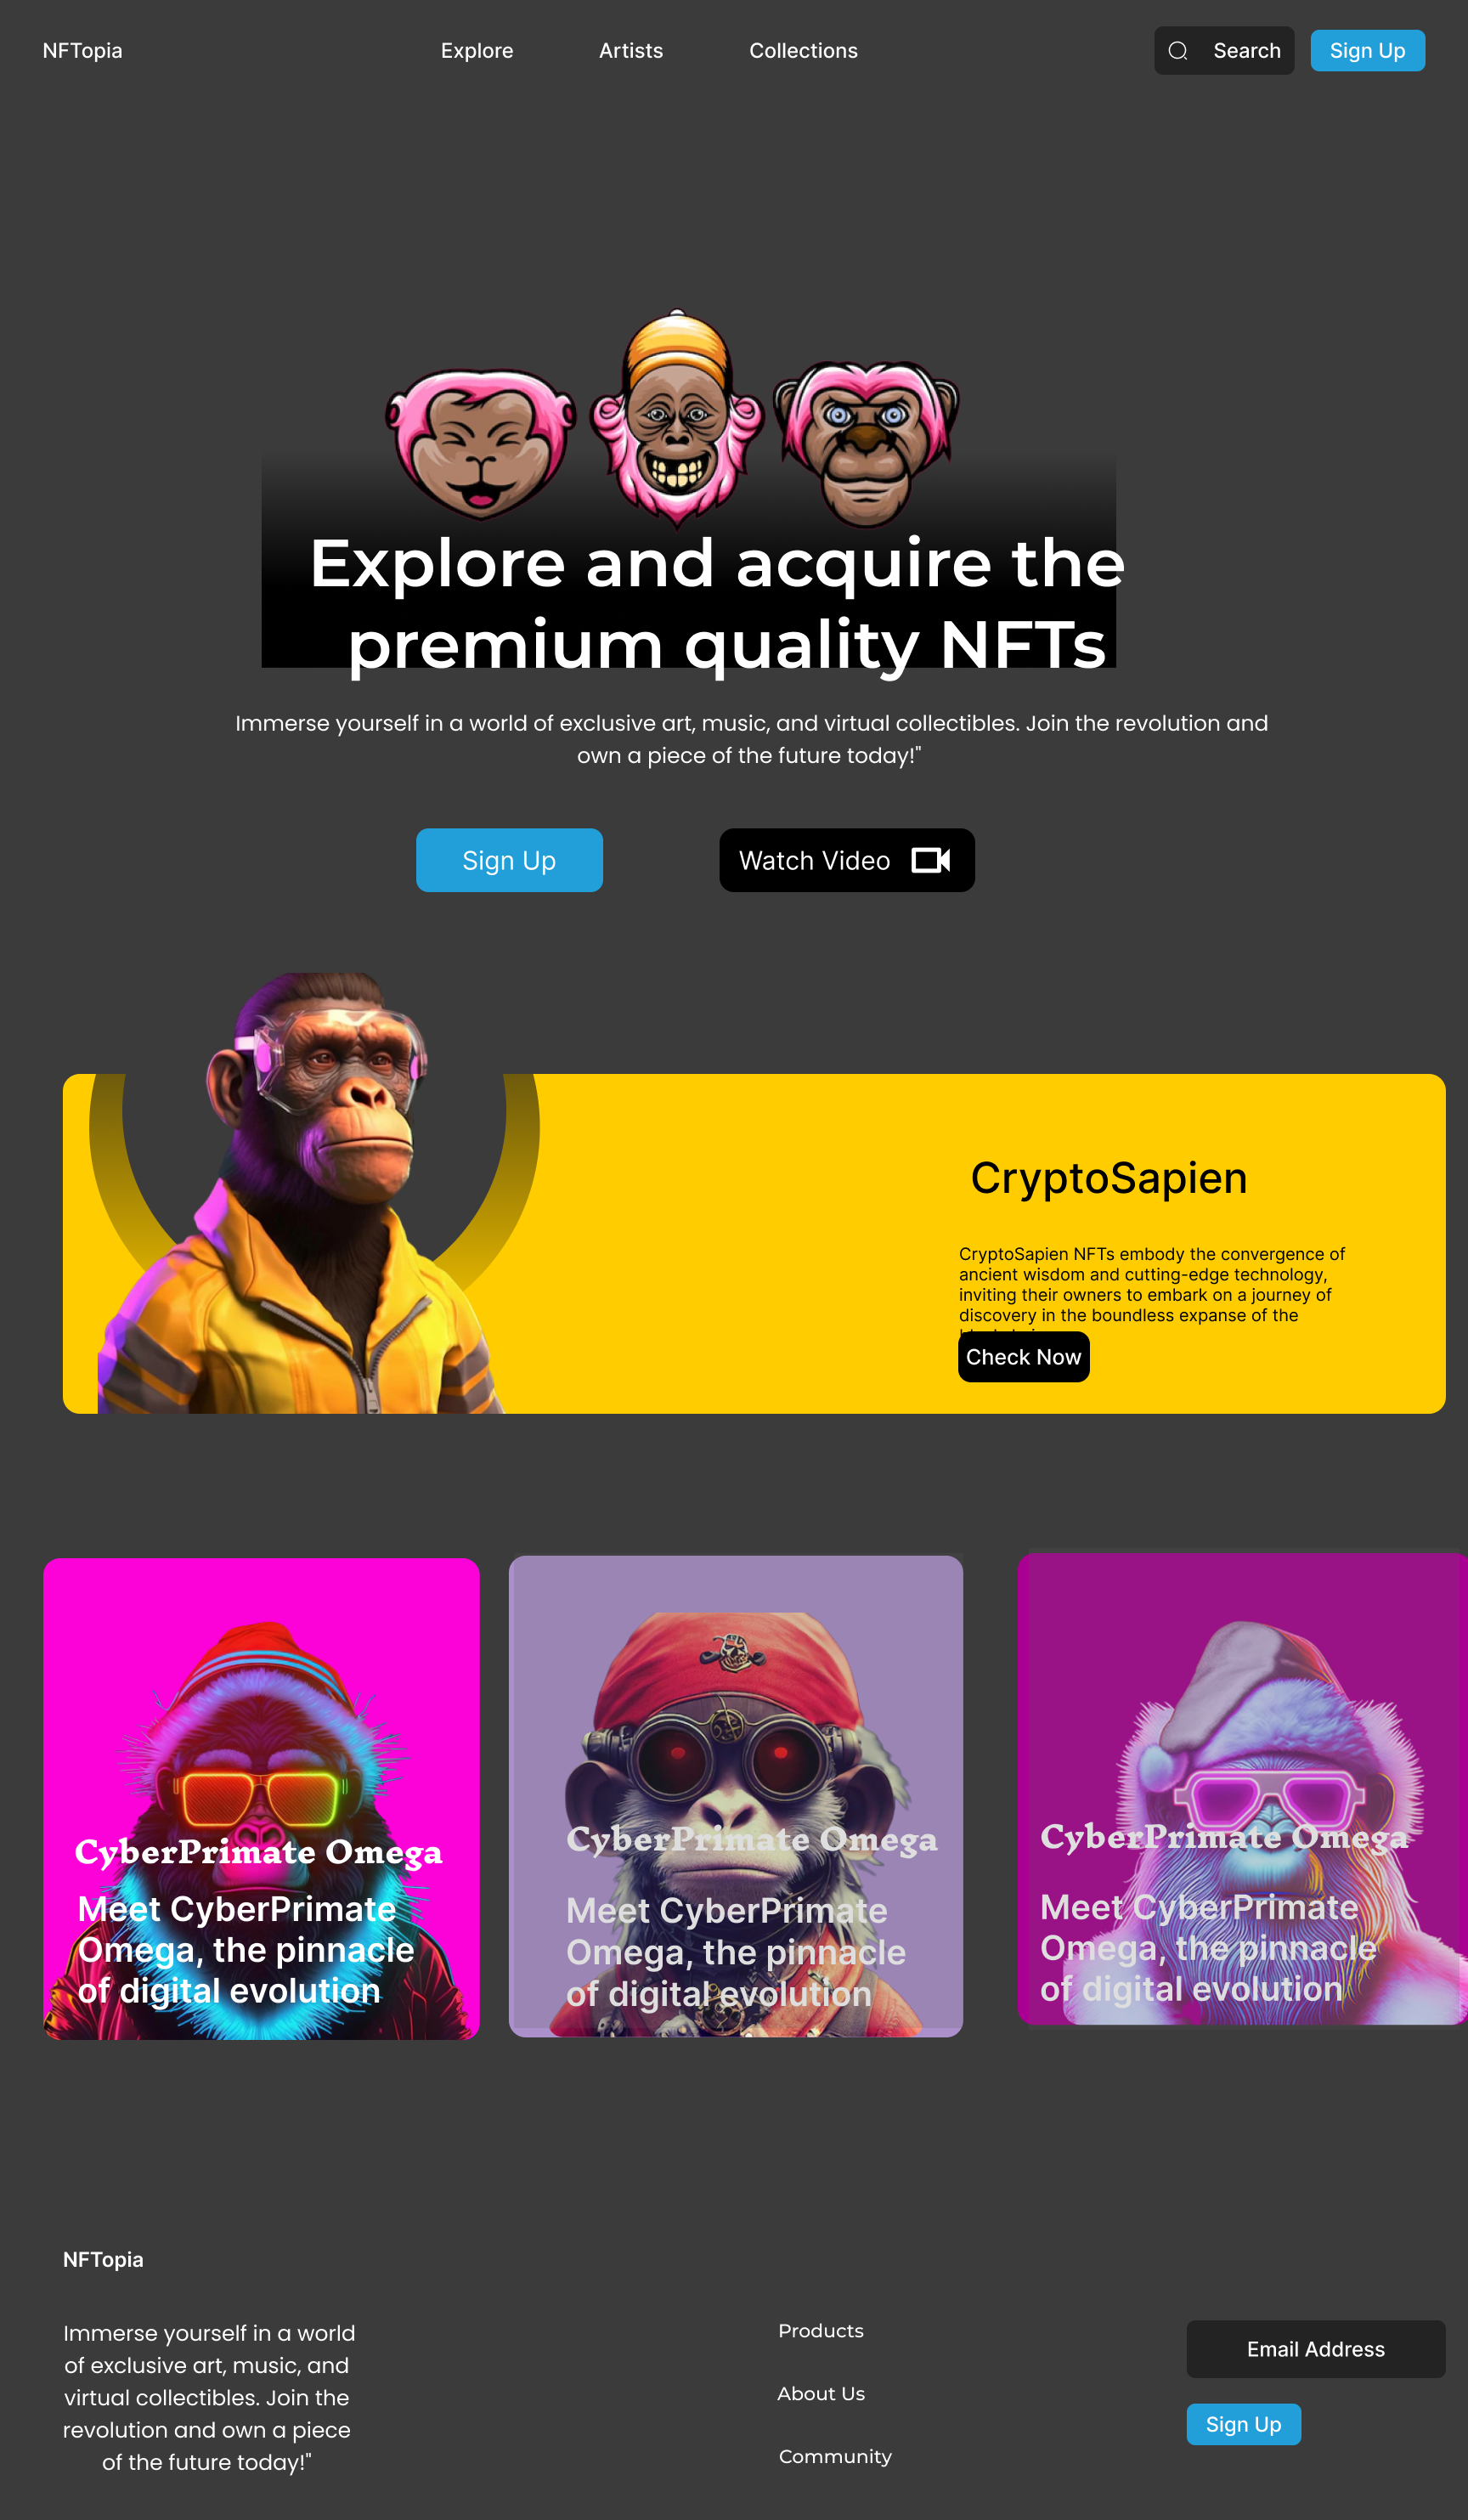 NFTopia
Explore
Artists
Collections
Search
Sign Up
Explore and acquire the
premium quality NFTs
Immerse yourself in a world of exclusive art, music, and virtual collectibles. Join the revolution and
own a piece of the future today!"
Sign Up
Watch Video
CryptoSapien
CryptoSapien NFTs embody the convergence of
ancient wisdom and cutting-edge technology,
inviting their owners to embark on a journey of
discovery in the boundless expanse of the
Check Now
CyberPrimate Omega
Meet CyberPrimate
Omega, the pinnacle
of digital evolution
CyberPrimate Omega
Meet CyberPrimate
Omega, the pinnacle
of digital evolution
CyberPrimate Omega
Meet CyberPrimate
Omega, the pinnacle
of digital evolution
NFTopia
Immerse yourself in a world
of exclusive art, music, and
virtual collectibles. Join the
revolution and own a piece
of the future today!"
Products
About Us
Community
Email Address
Sign Up